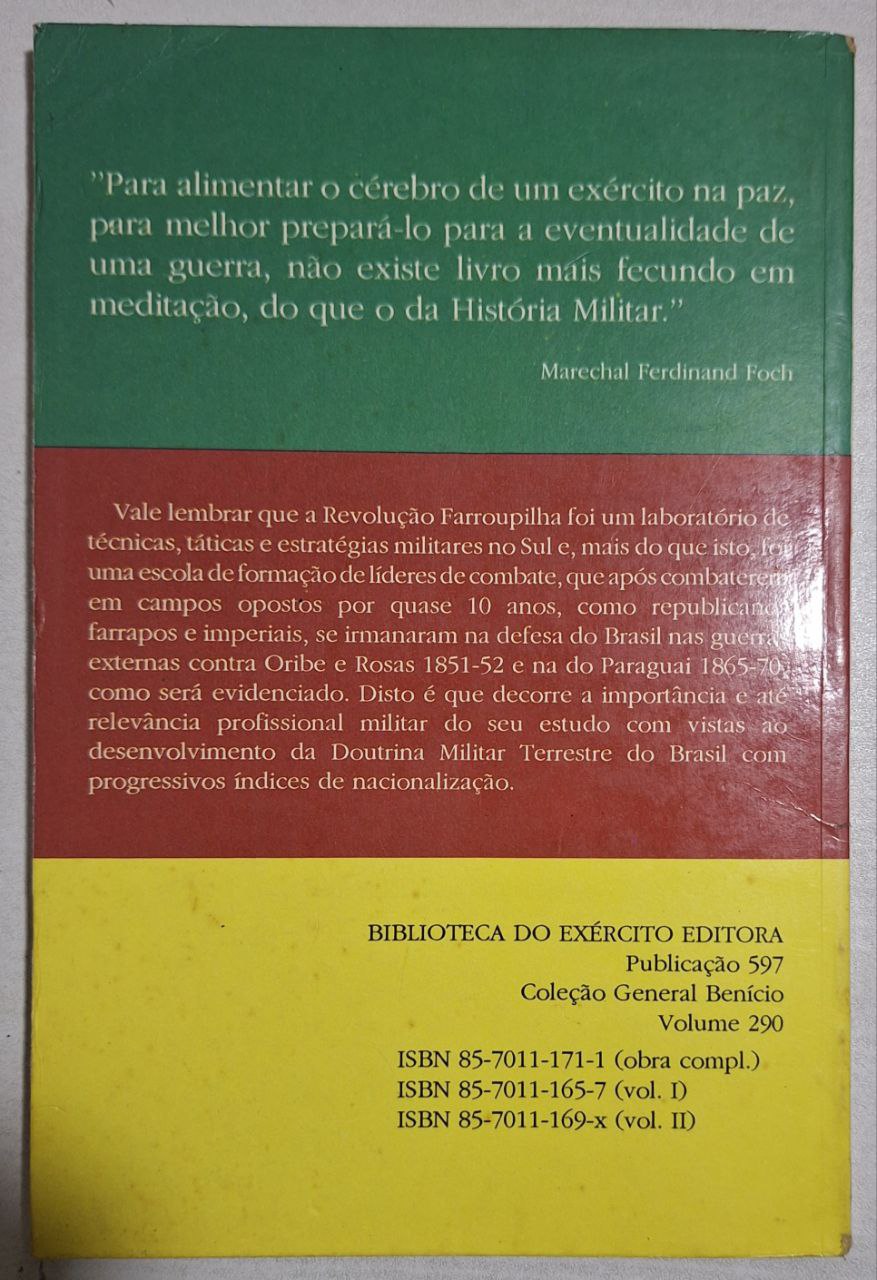 "Para alimentar o cérebro de um exército na paz,
para melhor prepará-lo para a eventualidade de
uma guerra, não existe livro mais fecundo em
meditação, do que o da História Militar."
Marechal Ferdinand Foch
Vale lembrar que a Revolução Farroupilha foi um laboratório de
técnicas, táticas e estratégias militares no Sul e, mais do que isto, foi
uma escola de formação de líderes de combate, que após combaterem
em campos opostos por quase 10 anos, como republicanos
farrapos e imperiais, se irmanaram na defesa do Brasil nas guerras
externas contra Oribe e Rosas 1851-52 e na do Paraguai 1865-70,
como será evidenciado. Disto é que decorre a importância e até
relevância profissional militar do seu estudo com vistas ao
desenvolvimento da Doutrina Militar Terrestre do Brasil com
progressivos índices de nacionalização.
BIBLIOTECA DO EXÉRCITO EDITORA
Publicação 597
Coleção General Benício
Volume 290
ISBN 85-7011-171-1 (obra compl.)
ISBN 85-7011-165-7 (vol. I)
ISBN 85-7011-169-x (vol. II)